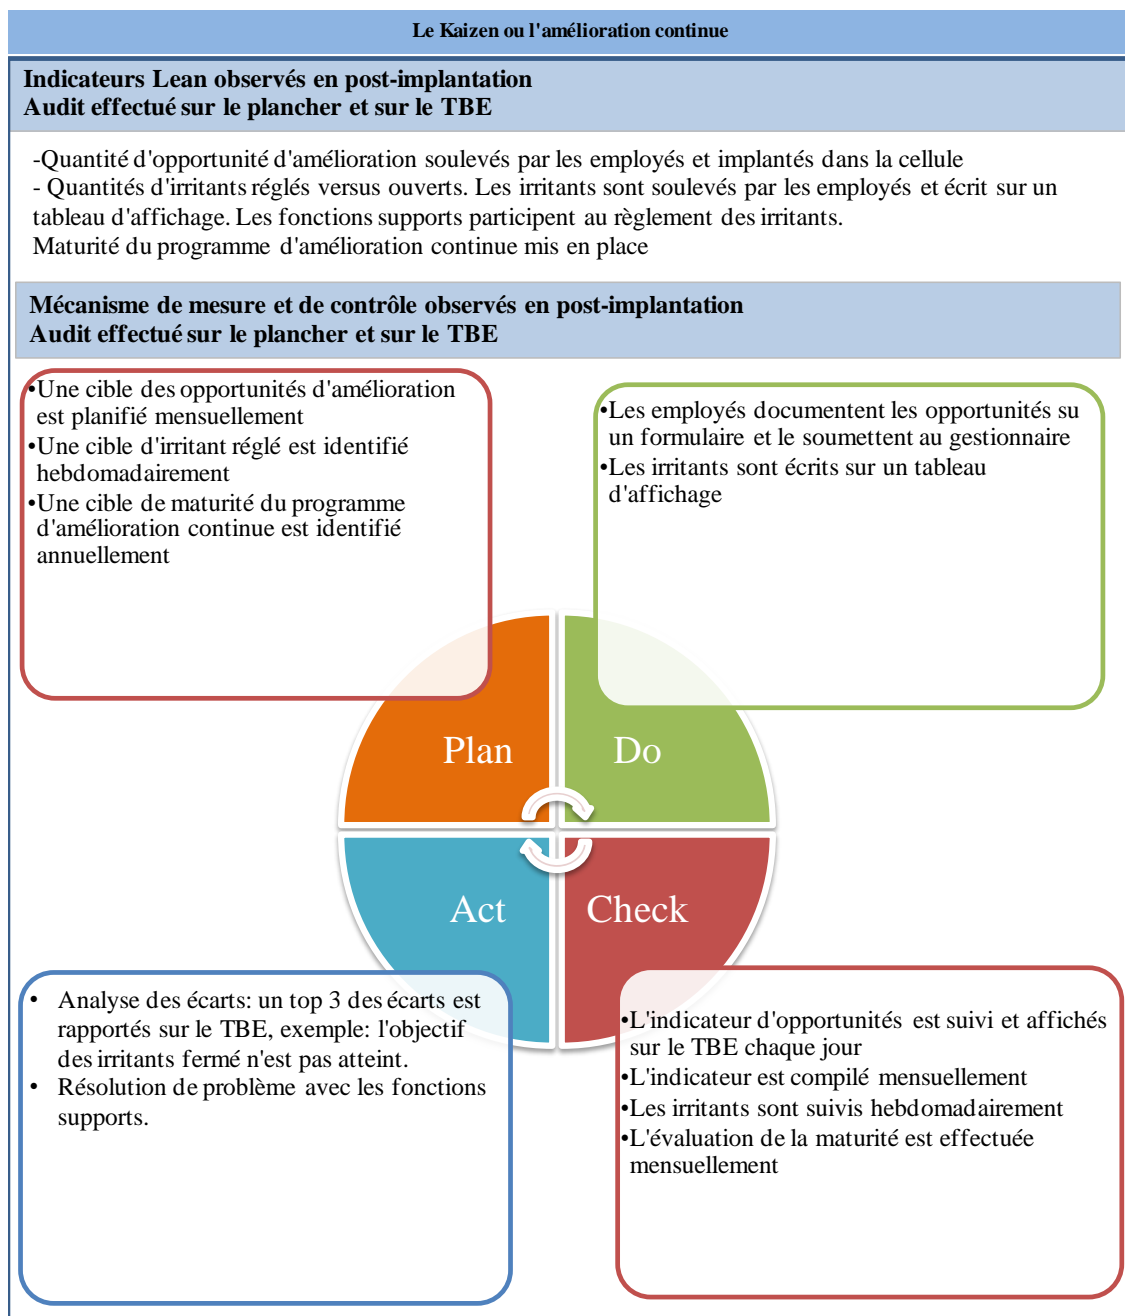 Le Kaizen ou l'amélioration continue
Indicateurs Lean observés en post-implantation
Audit effectué sur le plancher et sur le TBE
-Quantité d'opportunité d'amélioration soulevés par les employés et implantés dans la cellule
- Quantités d'irritants réglés versus ouverts. Les irritants sont soulevés par les employés et écrit sur un
tableau d'affichage. Les fonctions supports participent au règlement des irritants.
Maturité du programme d'amélioration continue mis en place
Mécanisme de mesure et de contrôle observés en post-implantation
Audit effectué sur le plancher et sur le TBE
•Une cible des opportunités d'amélioration
est planifié mensuellement
•Une cible d'irritant réglé est identifié
hebdomadairement
•Une cible de maturité du programme
d'amélioration continue est identifié
annuellement
•Les employés documentent les opportunités su
un formulaire et le soumettent au gestionnaire
•Les irritants sont écrits sur un tableau
d'affichage
Plan
Do
Act
Check
• Analyse des écarts: un top 3 des écarts est
rapportés sur le TBE, exemple: l'objectif
des irritants fermé n'est pas atteint.
• Résolution de problème avec les fonctions
supports.
•L'indicateur d'opportunités est suivi et affichés
sur le TBE chaque jour
•L'indicateur est compilé mensuellement
•Les irritants sont suivis hebdomadairement
•L'évaluation de la maturité est effectuée
mensuellement